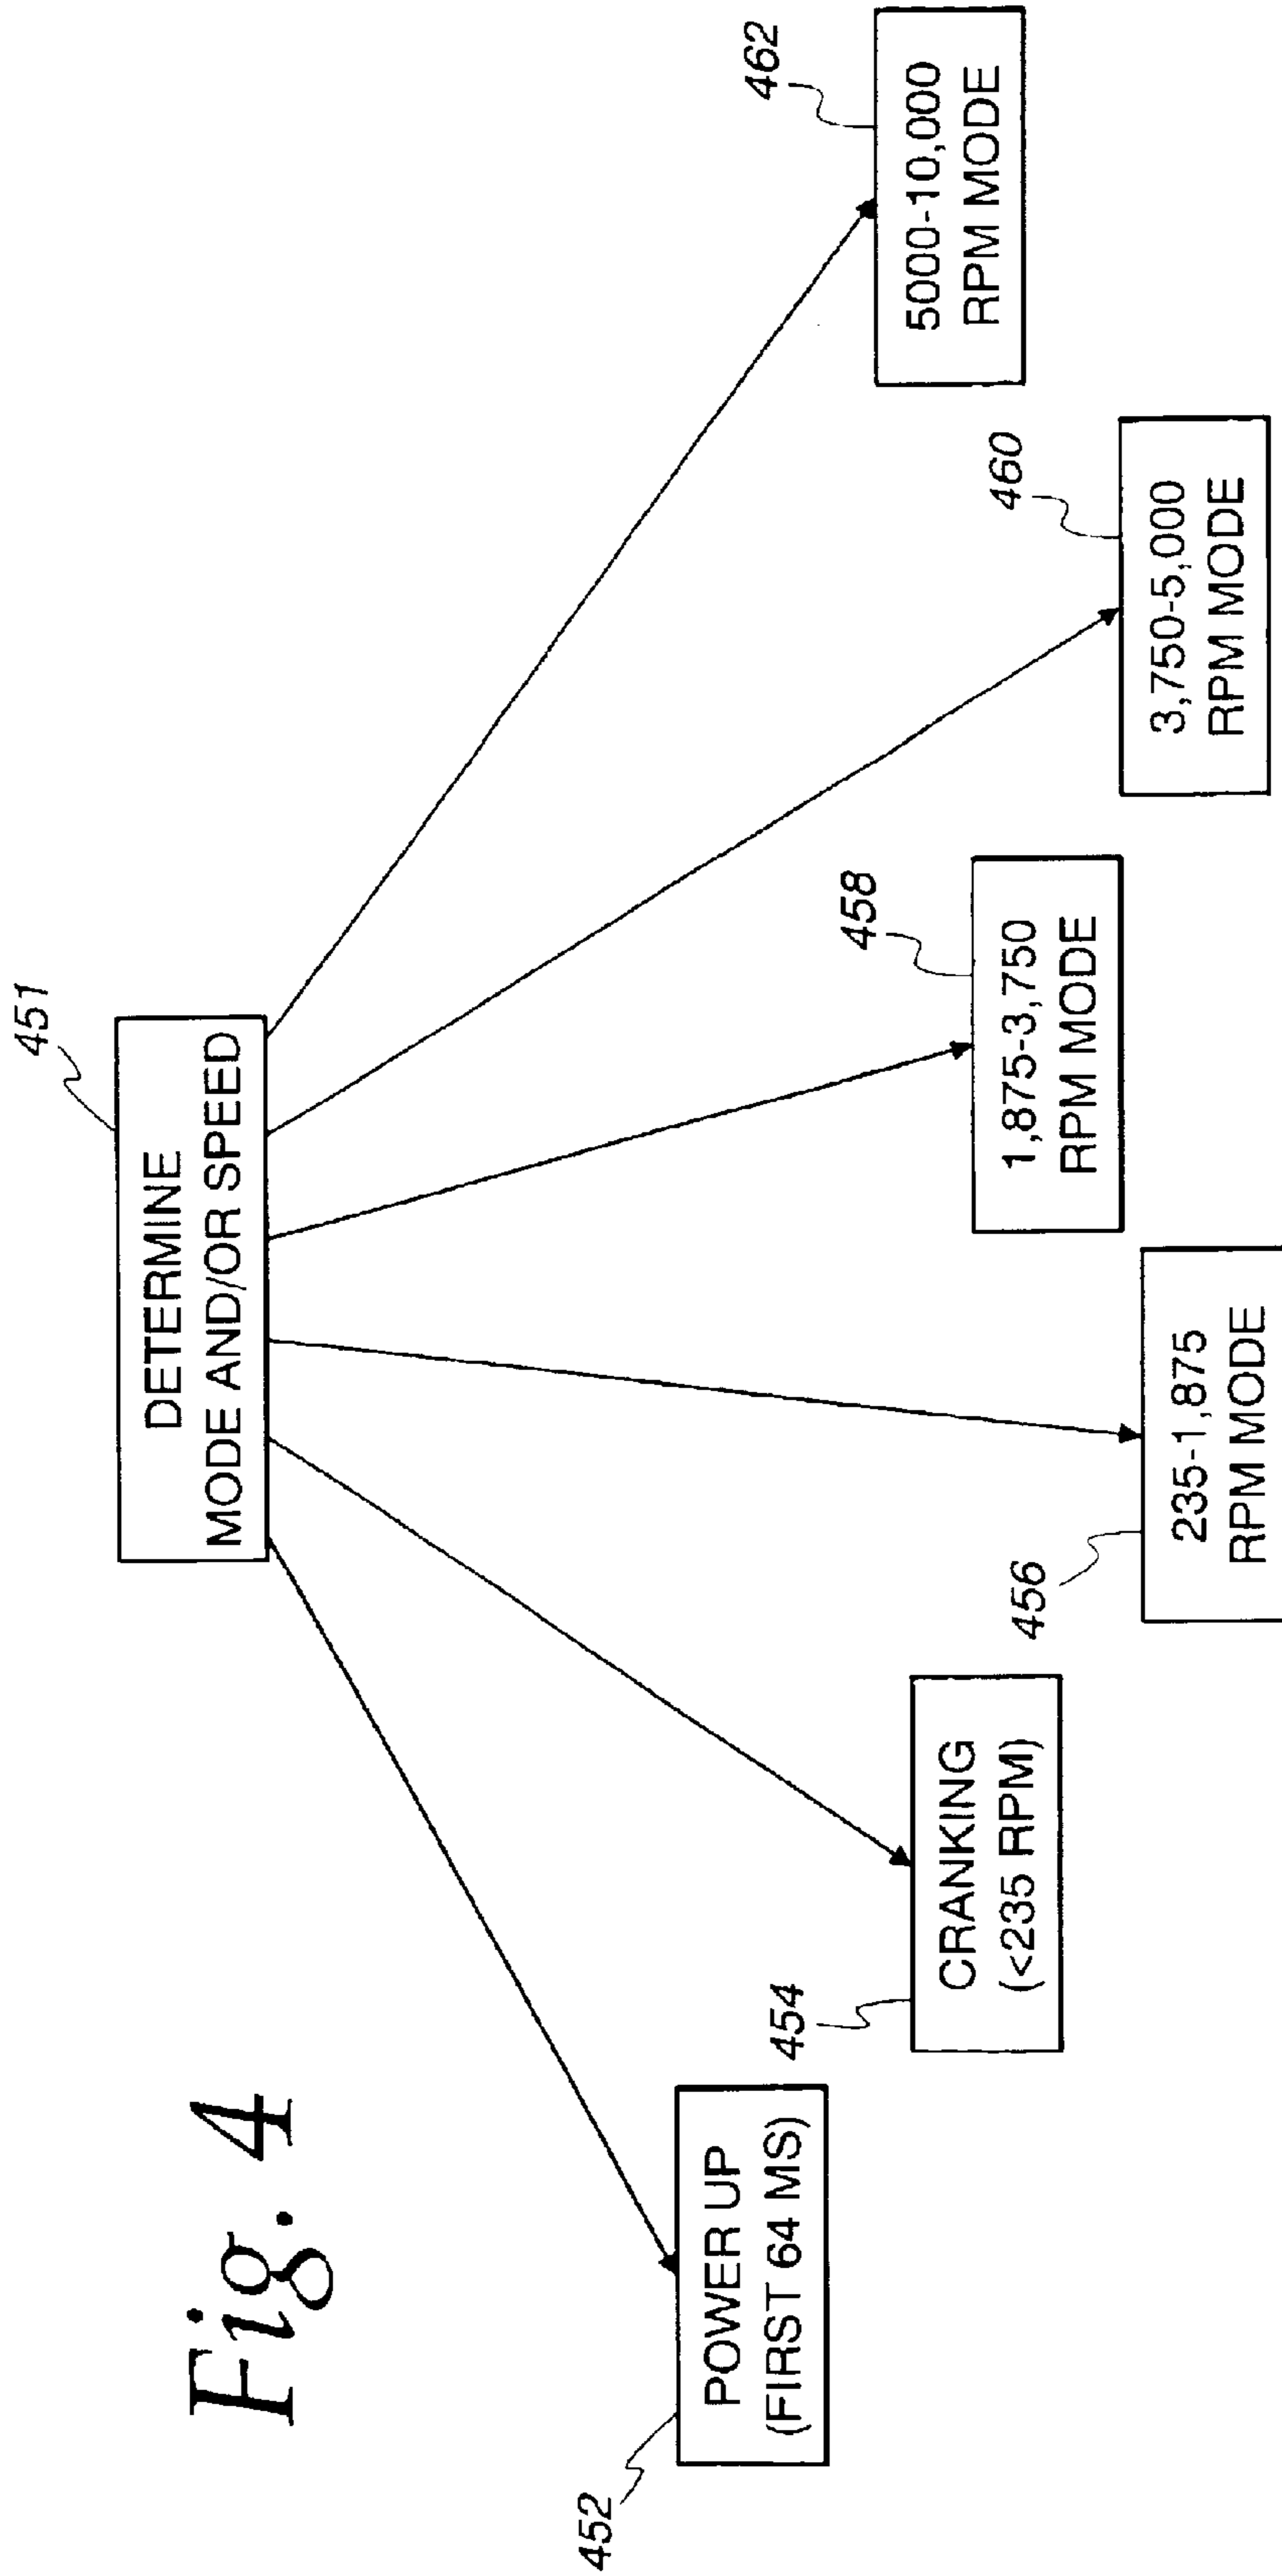 Fig. 4
451
DETERMINE
MODE AND/OR SPEED
452
POWER UP
(FIRST 64 MS)
454
CRANKING
(<235 RPM)
456
235-1,875
RPM MODE
458
1,875-3,750
RPM MODE
460
3,750-5,000
RPM MODE
462
5000-10,000
RPM MODE